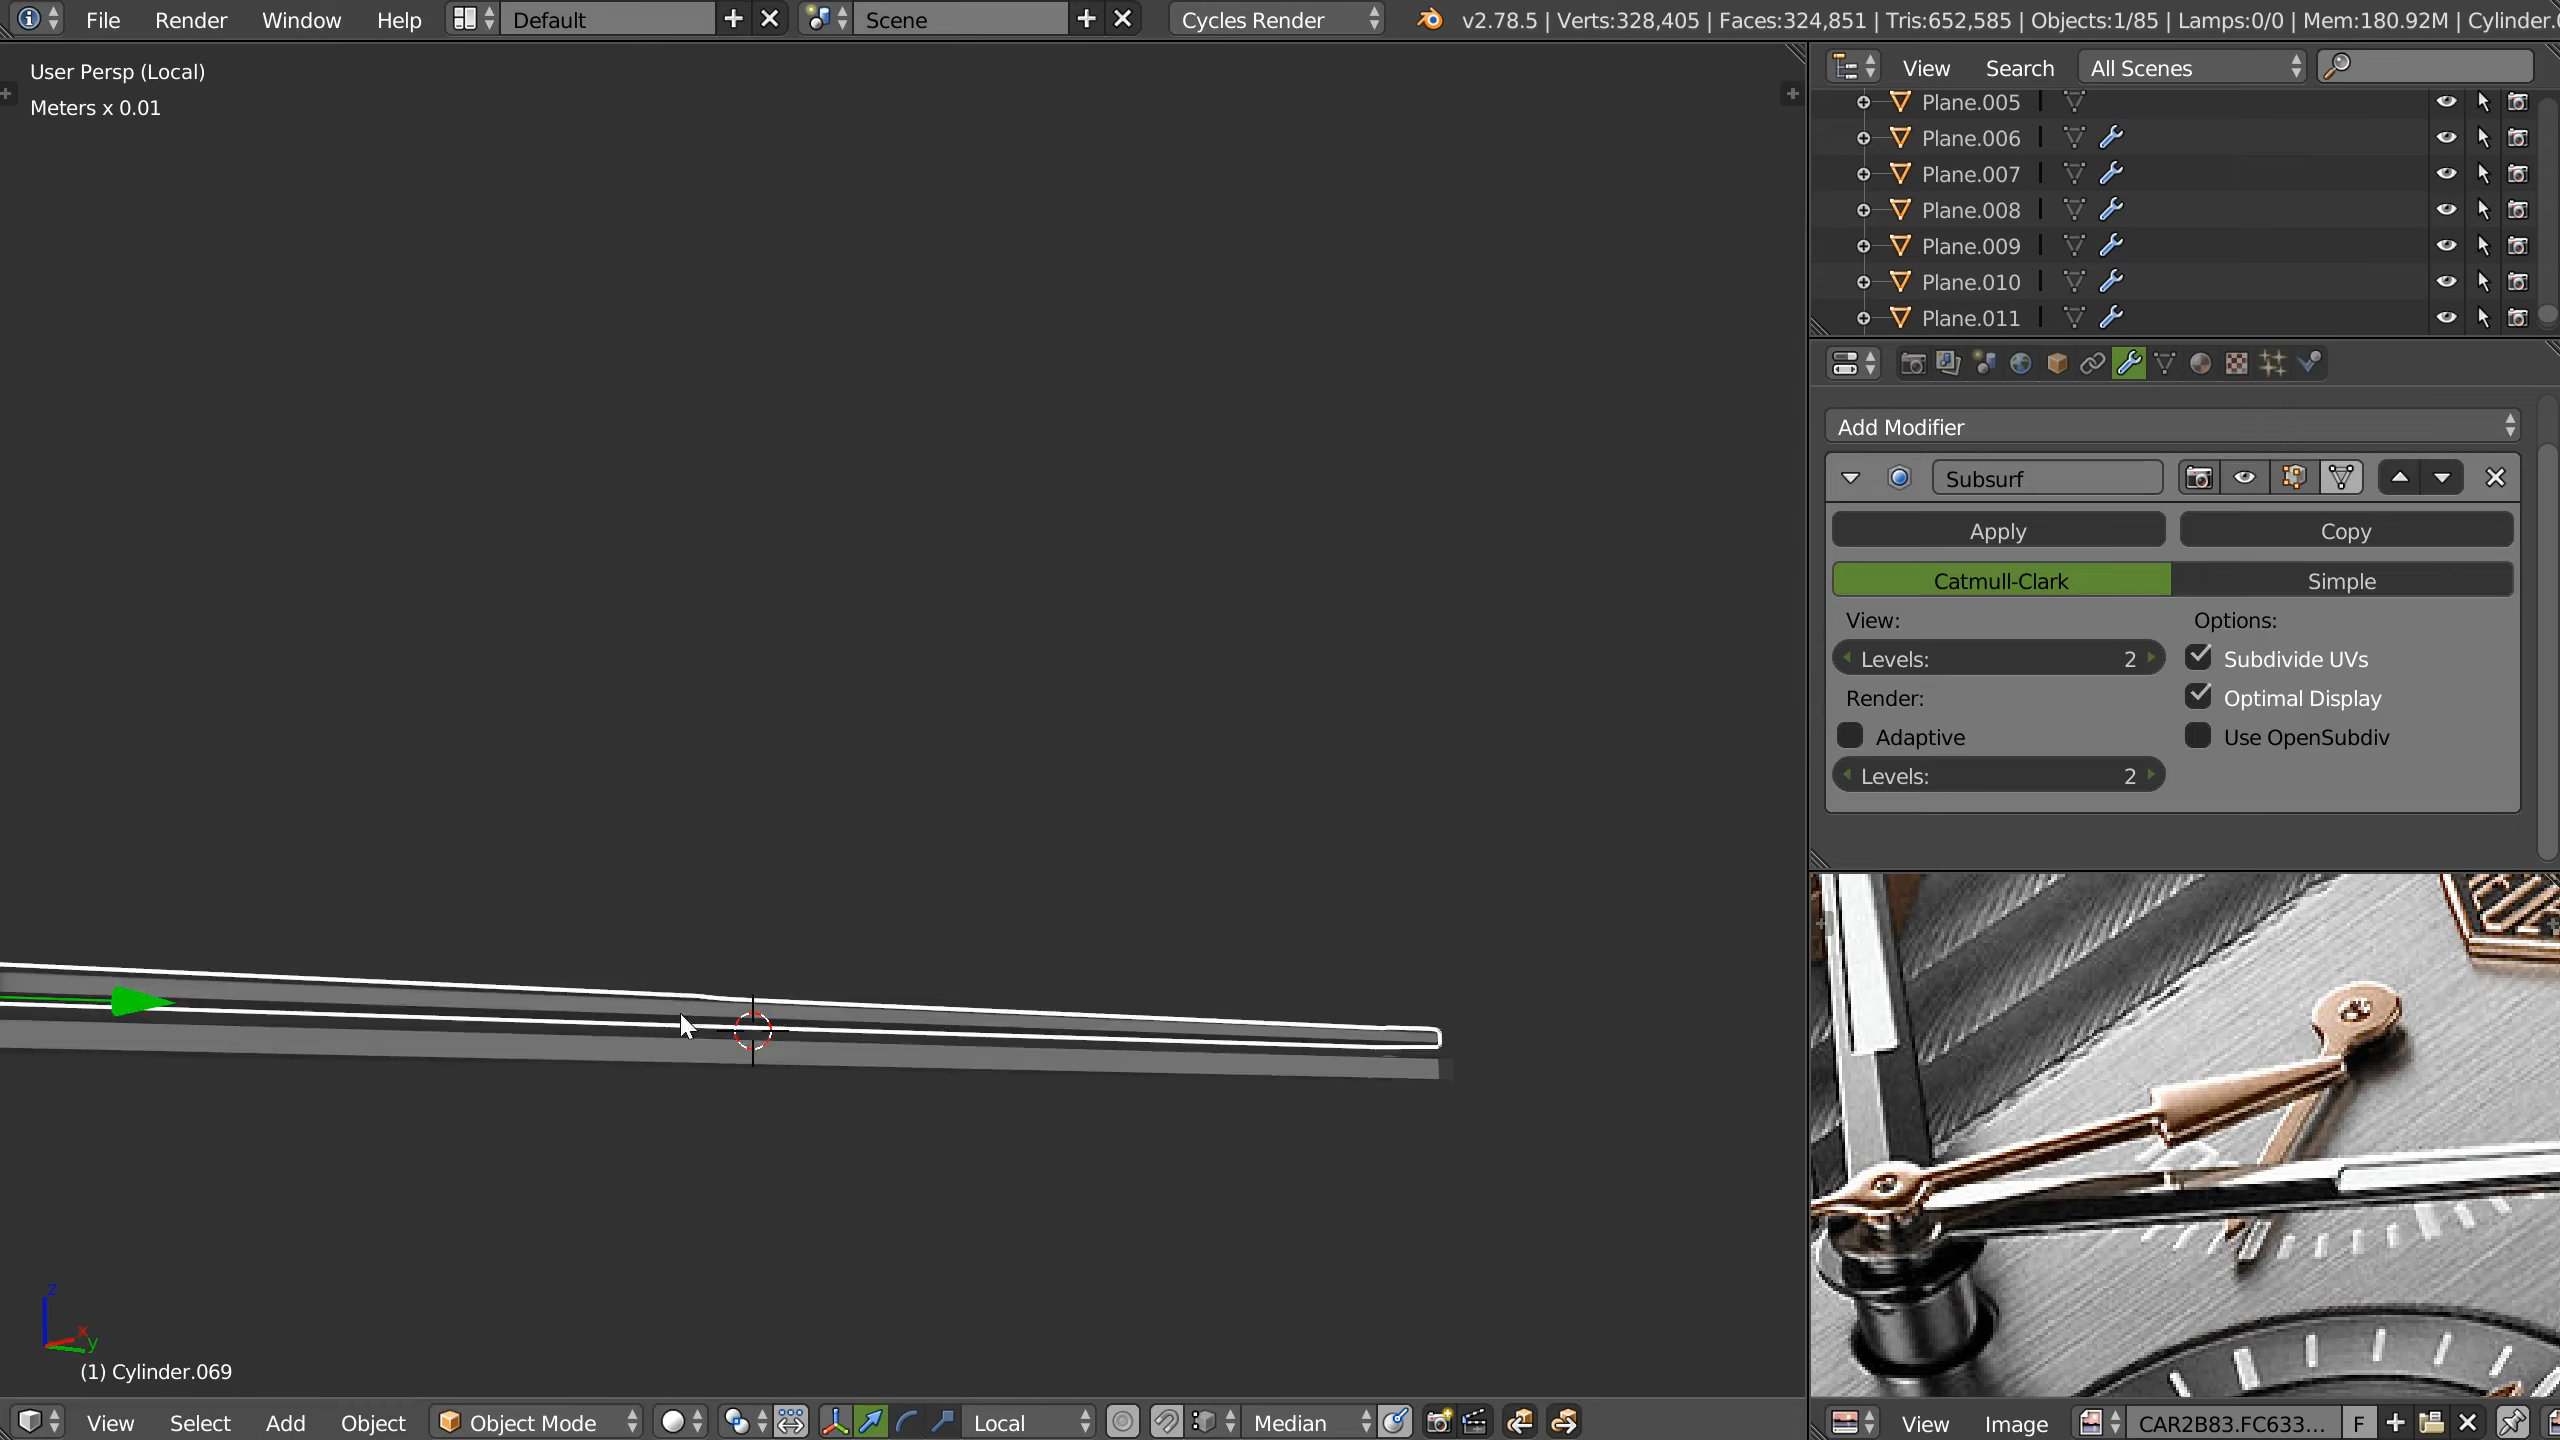 File Render Window Help Default Scene Cycles Render v2.78.5 | Verts:328,405 | Faces:324,851 | Tris:652,585 | Objects:1/85 | Lamps:0/0 | Mem:180.92M | Cylinder.
User Persp (Local)
Meters x 0.01
View Search All Scenes
Plane.005
Plane.006
Plane.007
Plane.008
Plane.009
Plane.010
Plane.011
Add Modifier
Subsurf
Apply Copy
Catmull-Clark Simple
View: Options:
Levels: 2 Subdivide UVs
Render: Optimal Display
Adaptive Use OpenSubdiv
Levels: 2
z
x
y
(1) Cylinder.069
View Select Add Object Object Mode Local Median
View Image CAR2B83.FC633... F